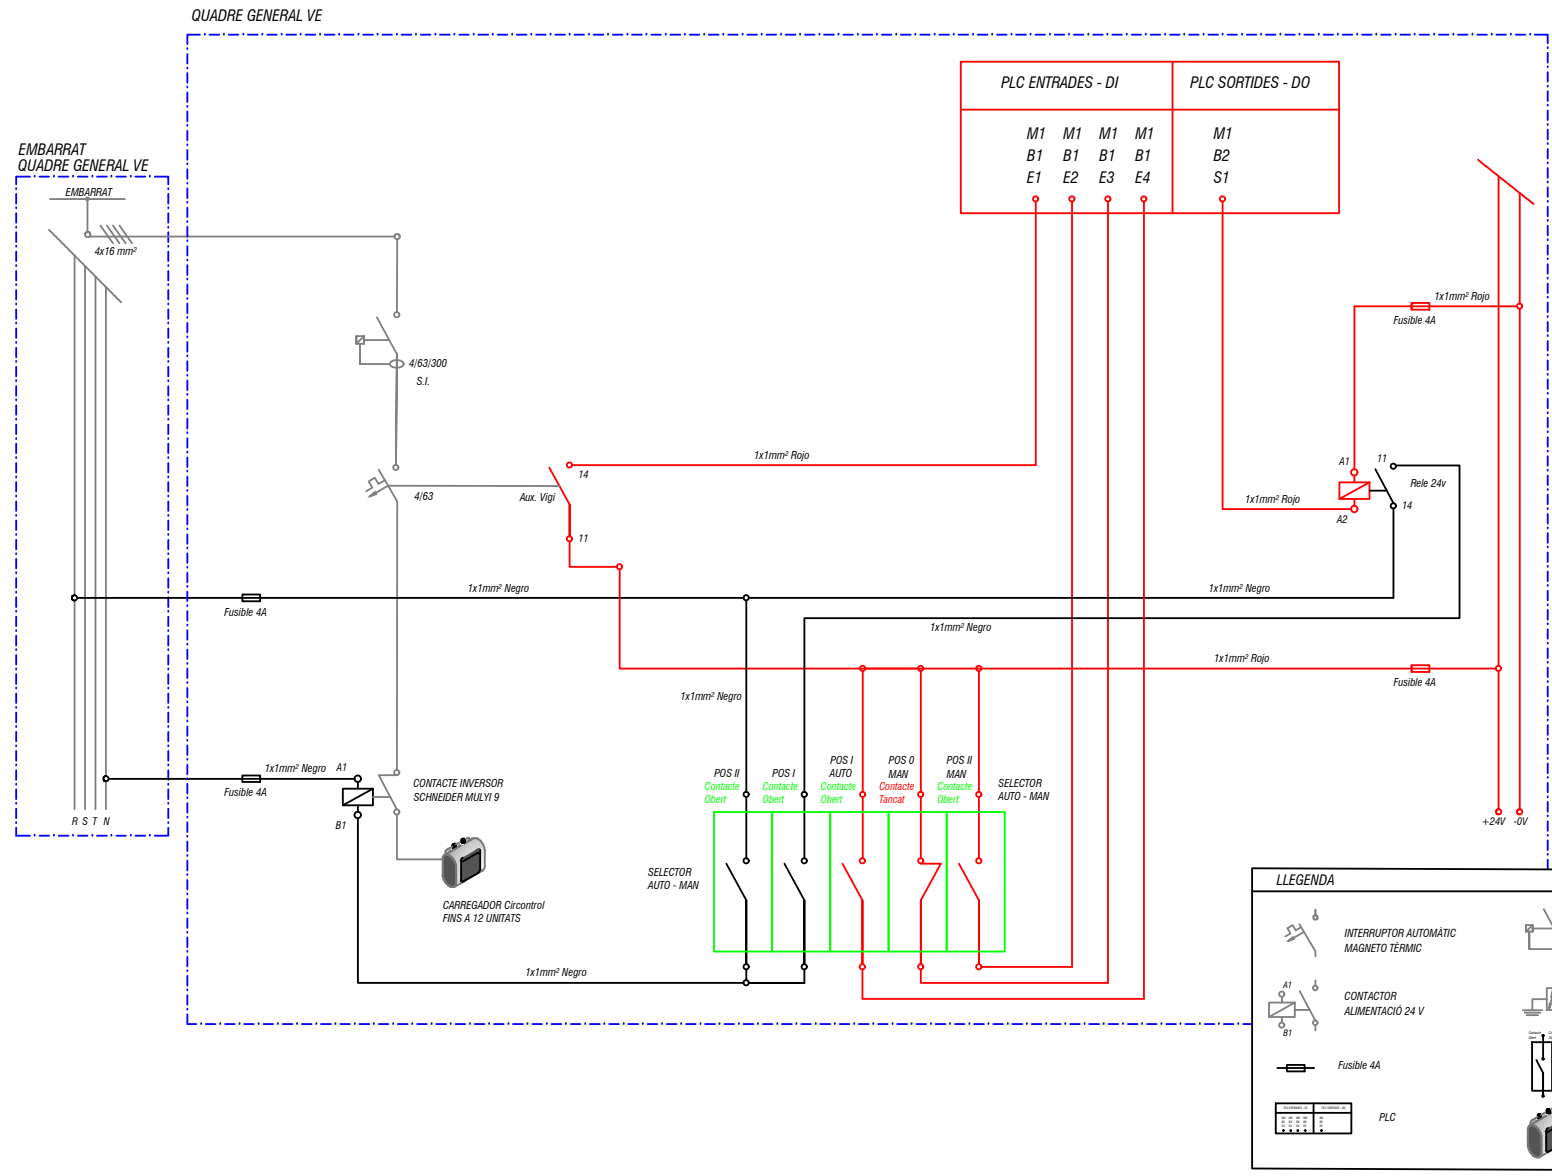 QUADRE GENERAL VE
PLC ENTRADES - DI
PLC SORTIDES - DO
M1 M1 M1 M1
M1
B1 B1 B1 B1
B2
E1 E2 E3 E4
S1
EMBARRAT
QUADRE GENERAL VE
EMBARRAT
4x16 mm²
1x1mm² Rojo
Fusible 4A
4/63/300
S.I.
1x1mm² Rojo
14
Aux. Vigi
4/63
11
A1
11
Rele 24v
1x1mm² Rojo
14
A2
1x1mm² Negro
1x1mm² Negro
Fusible 4A
1x1mm² Negro
1x1mm² Rojo
Fusible 4A
1x1mm² Negro
1x1mm² Negro
A1
Fusible 4A
B1
CONTACTE INVERSOR
SCHNEIDER MULYI 9
POS II
Contacte
Obert
POS I
Contacte
Obert
POS I
AUTO
Contacte
Obert
POS 0
MAN
Contacte
Tancat
POS II
MAN
Contacte
Obert
SELECTOR
AUTO - MAN
R S T N
+24V -0V
SELECTOR
AUTO - MAN
CARREGADOR Circontrol
FINS A 12 UNITATS
1x1mm² Negro
LLEGENDA
INTERRUPTOR AUTOMÀTIC
MAGNETO TÈRMIC
A1
B1
CONTACTOR
ALIMENTACIÓ 24 V
Fusible 4A
PLC